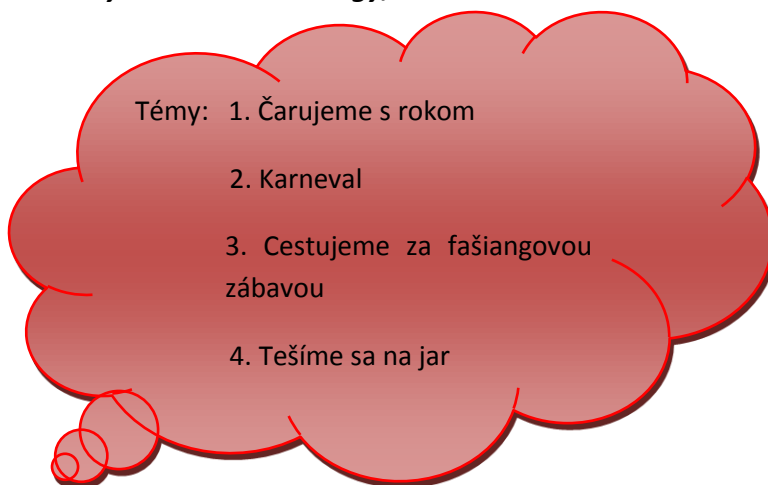 Témy: 1. Čarujeme s rokom
2. Karneval
3. Cestujeme za fašiangovou
zábavou
4. Tešíme sa na jar